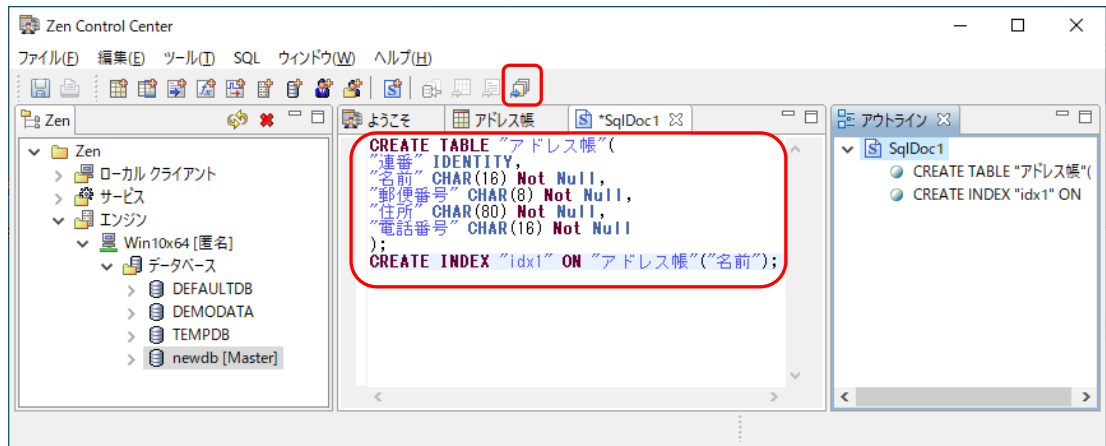 Zen Control Center
ファイル(F) 編集(E) ツール(T) SQL ウィンドウ(W) ヘルプ(H)
Zen
Zen
ローカル クライアント
サービス
エンジン
Win10x64 [匿名]
データベース
DEFAULTDB
DEMODATA
TEMPDB
newdb [Master]
ようこそ アドレス帳 *SqlDoc1
CREATE TABLE "アドレス帳"(
"連番" IDENTITY,
"名前" CHAR(16) Not Null,
"郵便番号" CHAR(8) Not Null,
"住所" CHAR(80) Not Null,
"電話番号" CHAR(16) Not Null
);
CREATE INDEX "idx1" ON "アドレス帳"("名前");
アウトライン
SqlDoc1
CREATE TABLE "アドレス帳"(
CREATE INDEX "idx1" ON